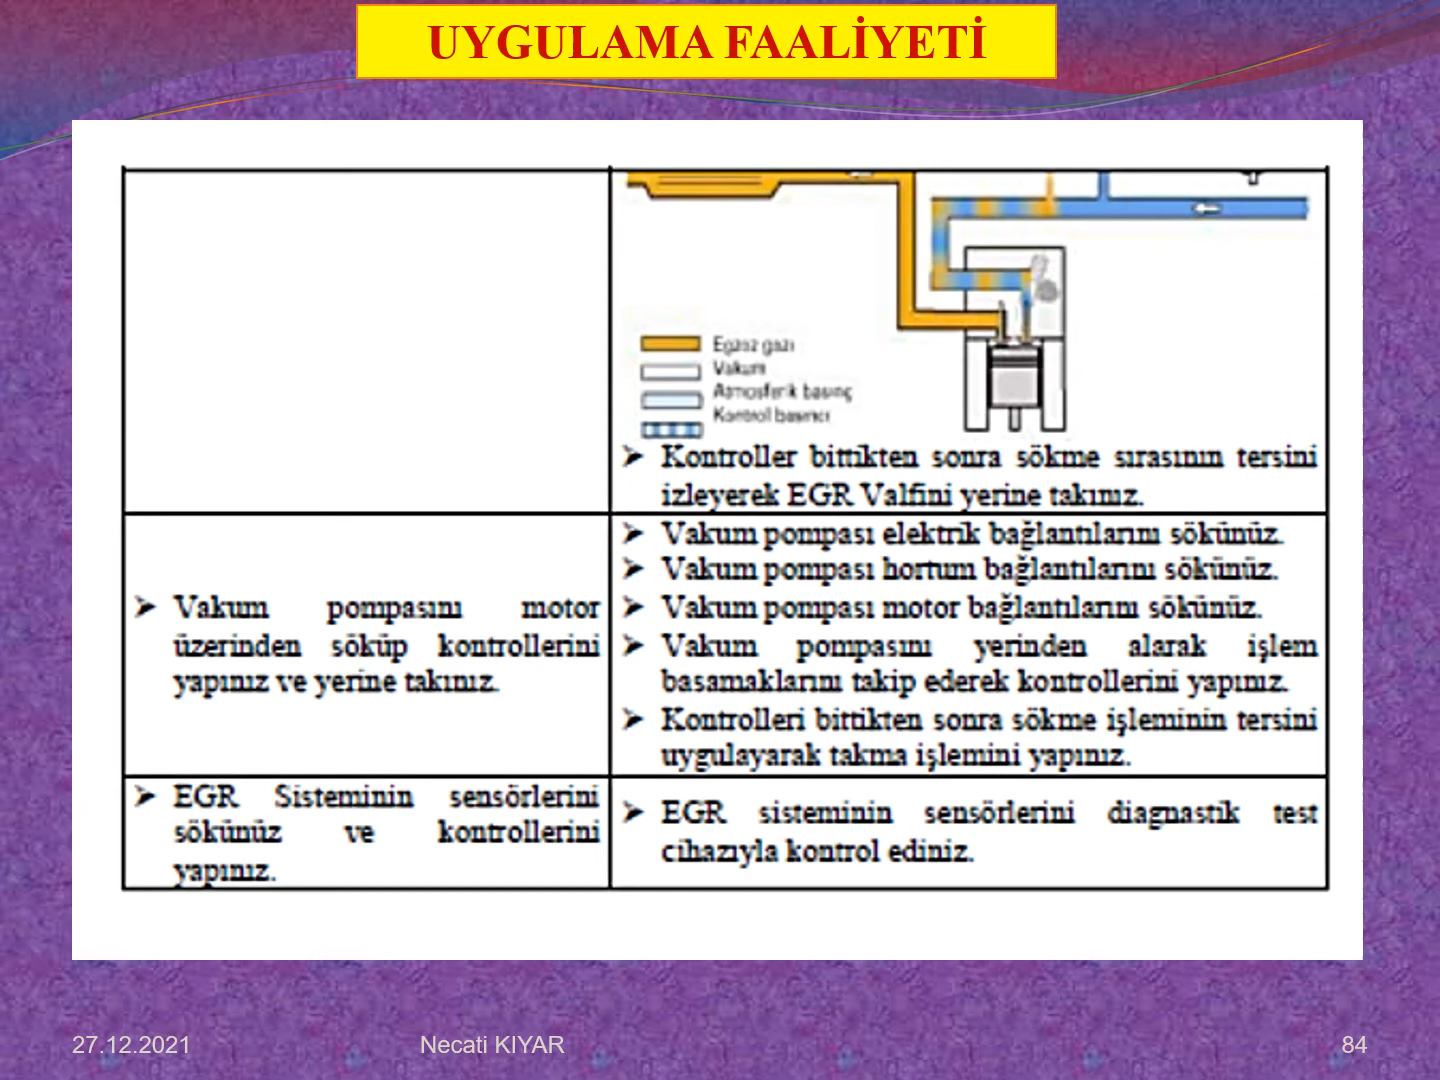 UYGULAMA FAALİYETİ
Egzoz gazı
Vakum
Atmosferik basınç
Kontrol basıncı
➢ Kontroller bittikten sonra sökme sırasının tersini
izleyerek EGR Valfini yerine takınız.
➢ Vakum pompasını motor
üzerinden söküp kontrollerini
yapınız ve yerine takınız.
➢ Vakum pompası elektrik bağlantılarını sökünüz.
➢ Vakum pompası hortum bağlantılarını sökünüz.
➢ Vakum pompası motor bağlantılarını sökünüz.
➢ Vakum pompasını yerinden alarak işlem
basamaklarını takip ederek kontrollerini yapınız.
➢ Kontrolleri bittikten sonra sökme işleminin tersini
uygulayarak takma işlemini yapınız.
➢ EGR Sisteminin sensörlerini
sökünüz ve kontrollerini
yapınız.
➢ EGR sisteminin sensörlerini diagnastik test
cihazıyla kontrol ediniz.
27.12.2021
Necati KIYAR
84